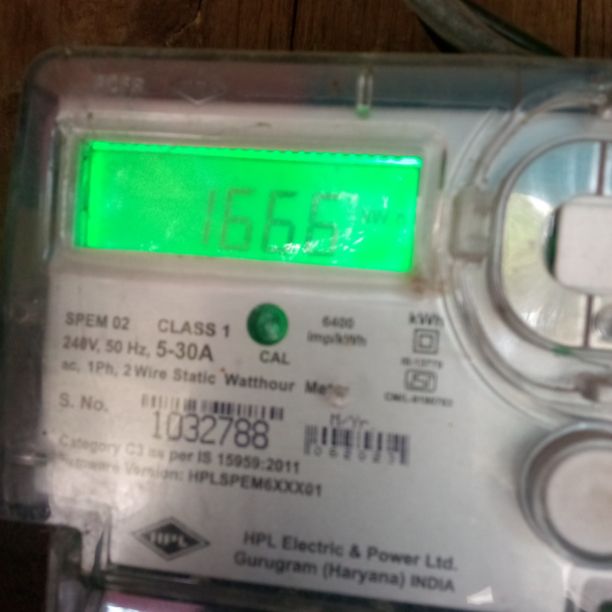 1666 kWh
SPEM 02 CLASS 1 6400 kWh
imp/kWh
240V, 50 Hz, 5-30A CAL
ac, 1Ph, 2 Wire Static Watthour Meter
S. No. 1032788 M/Yr
Category C3 as per IS 15959:2011
Firmware Version: HPLSPEM6XXX01
HPL HPL Electric & Power Ltd.
Gurugram (Haryana) INDIA